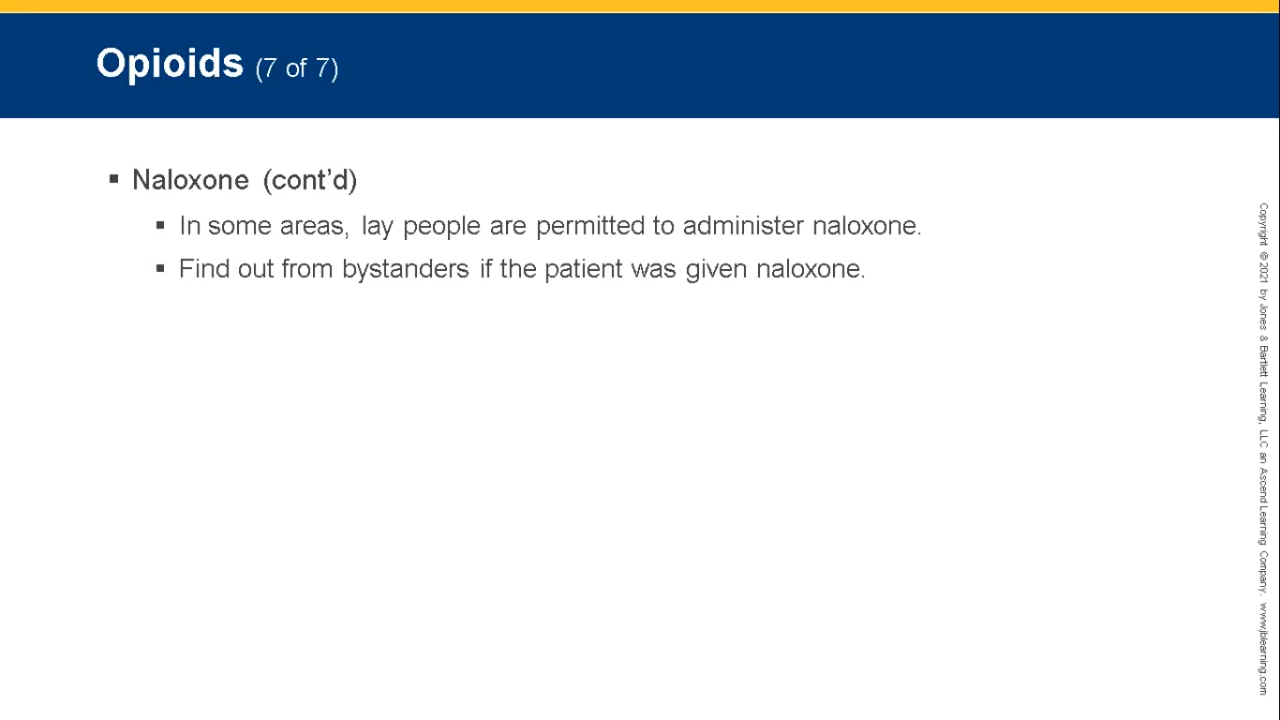 Opioids (7 of 7)
▪ Naloxone (cont’d)
▪ In some areas, lay people are permitted to administer naloxone.
▪ Find out from bystanders if the patient was given naloxone.
Copyright © 2021 by Jones & Bartlett Learning, LLC an Ascend Learning Company. www.jblearning.com